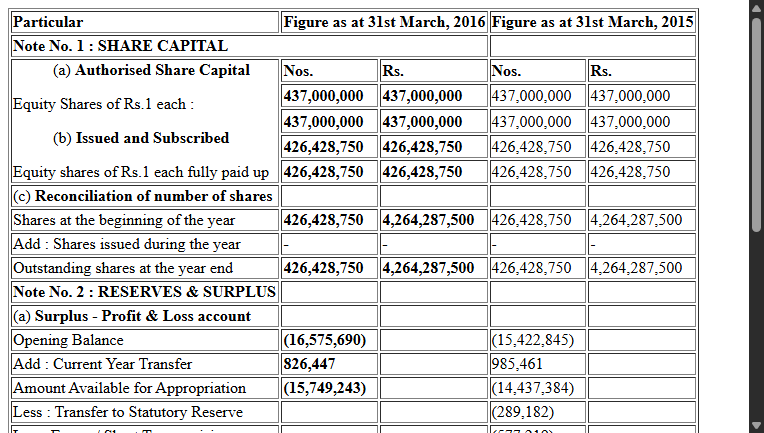 Particular Figure as at 31st March, 2016 Figure as at 31st March, 2015
Note No. 1 : SHARE CAPITAL
(a) Authorised Share Capital Nos. Rs. Nos. Rs.
Equity Shares of Rs.1 each : 437,000,000 437,000,000 437,000,000 437,000,000
437,000,000 437,000,000 437,000,000 437,000,000
(b) Issued and Subscribed 426,428,750 426,428,750 426,428,750 426,428,750
Equity shares of Rs.1 each fully paid up 426,428,750 426,428,750 426,428,750 426,428,750
(c) Reconciliation of number of shares
Shares at the beginning of the year 426,428,750 4,264,287,500 426,428,750 4,264,287,500
Add : Shares issued during the year - - - -
Outstanding shares at the year end 426,428,750 4,264,287,500 426,428,750 4,264,287,500
Note No. 2 : RESERVES & SURPLUS
(a) Surplus - Profit & Loss account
Opening Balance (16,575,690) (15,422,845)
Add : Current Year Transfer 826,447 985,461
Amount Available for Appropriation (15,749,243) (14,437,384)
Less : Transfer to Statutory Reserve (289,182)